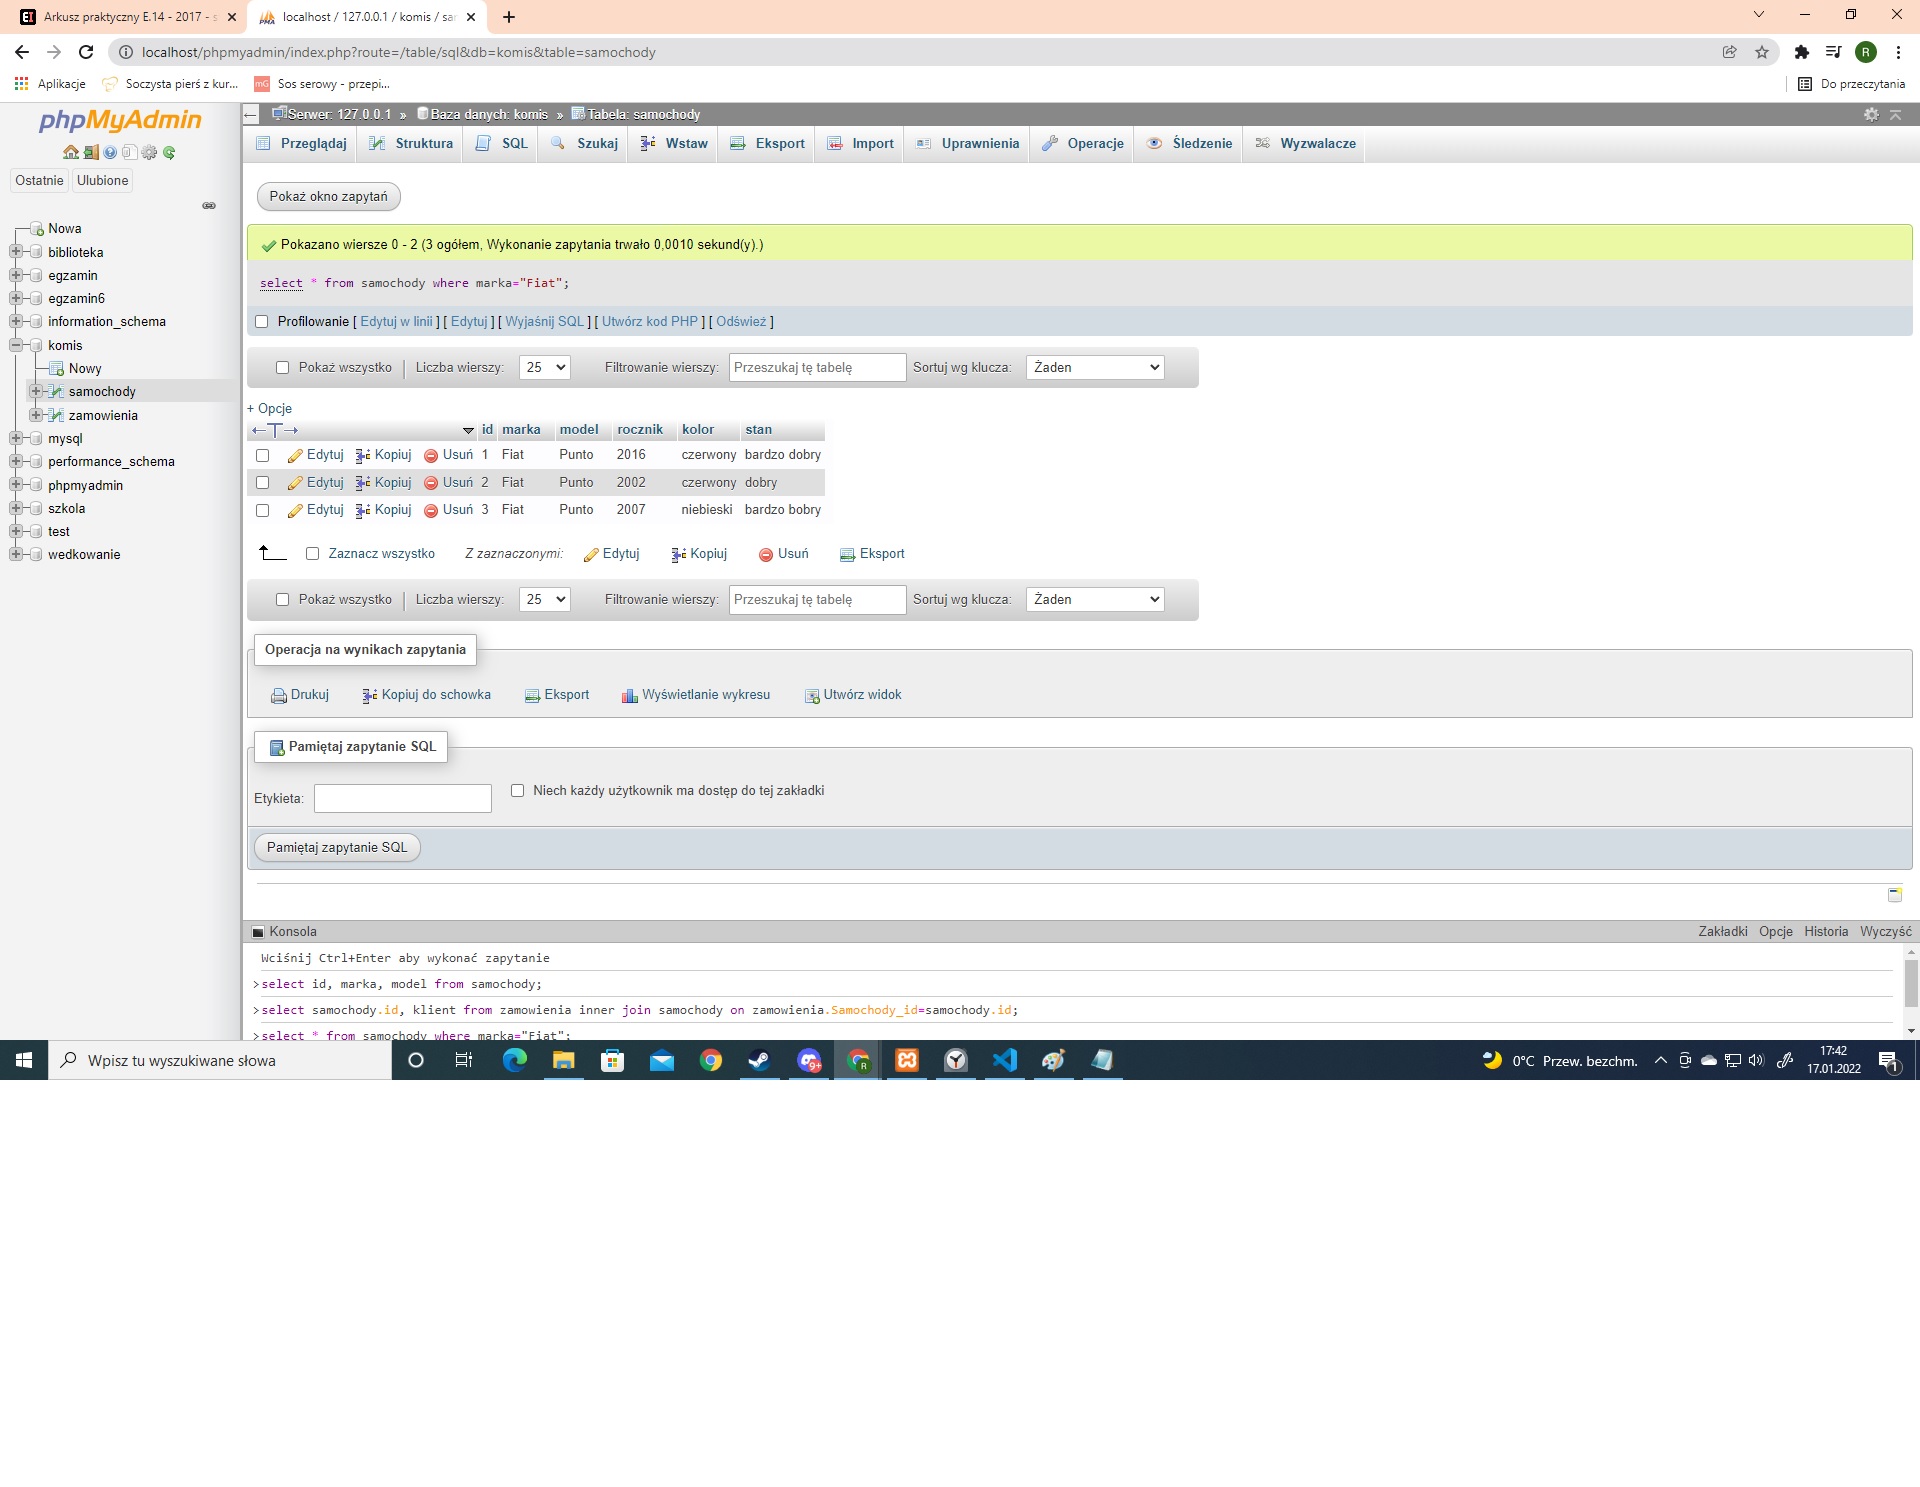 Arkusz praktyczny E.14 - 2017 - s
localhost / 127.0.0.1 / komis / sam
localhost/phpmyadmin/index.php?route=/table/sql&db=komis&table=samochody
R
Aplikacje
Soczysta pierś z kur...
mG
Sos serowy - przepi...
Do przeczytania
phpMyAdmin
Ostatnie
Ulubione
Nowa
biblioteka
egzamin
egzamin6
information_schema
komis
Nowy
samochody
zamowienia
mysql
performance_schema
phpmyadmin
szkola
test
wedkowanie
Serwer: 127.0.0.1 » Baza danych: komis » Tabela: samochody
Przeglądaj Struktura SQL Szukaj Wstaw Eksport Import Uprawnienia Operacje Śledzenie Wyzwalacze
Pokaż okno zapytań
Pokazano wiersze 0 - 2 (3 ogółem, Wykonanie zapytania trwało 0,0010 sekund(y).)
select * from samochody where marka="Fiat";
Profilowanie [ Edytuj w linii ] [ Edytuj ] [ Wyjaśnij SQL ] [ Utwórz kod PHP ] [ Odśwież ]
Pokaż wszystko Liczba wierszy: 25 Filtrowanie wierszy: Przeszukaj tę tabelę Sortuj wg klucza: Żaden
+ Opcje
←T→ id marka model rocznik kolor stan
Edytuj Kopiuj Usuń 1 Fiat Punto 2016 czerwony bardzo dobry
Edytuj Kopiuj Usuń 2 Fiat Punto 2002 czerwony dobry
Edytuj Kopiuj Usuń 3 Fiat Punto 2007 niebieski bardzo bobry
Zaznacz wszystko Z zaznaczonymi: Edytuj Kopiuj Usuń Eksport
Pokaż wszystko Liczba wierszy: 25 Filtrowanie wierszy: Przeszukaj tę tabelę Sortuj wg klucza: Żaden
Operacja na wynikach zapytania
Drukuj Kopiuj do schowka Eksport Wyświetlanie wykresu Utwórz widok
Pamiętaj zapytanie SQL
Etykieta: Niech każdy użytkownik ma dostęp do tej zakładki
Pamiętaj zapytanie SQL
Konsola Zakładki Opcje Historia Wyczyść
Wciśnij Ctrl+Enter aby wykonać zapytanie
>select id, marka, model from samochody;
>select samochody.id, klient from zamowienia inner join samochody on zamowienia.Samochody_id=samochody.id;
>select * from samochody where marka="Fiat";
Wpisz tu wyszukiwane słowa
9+
R
0°C Przew. bezchm.
17:42
17.01.2022
1